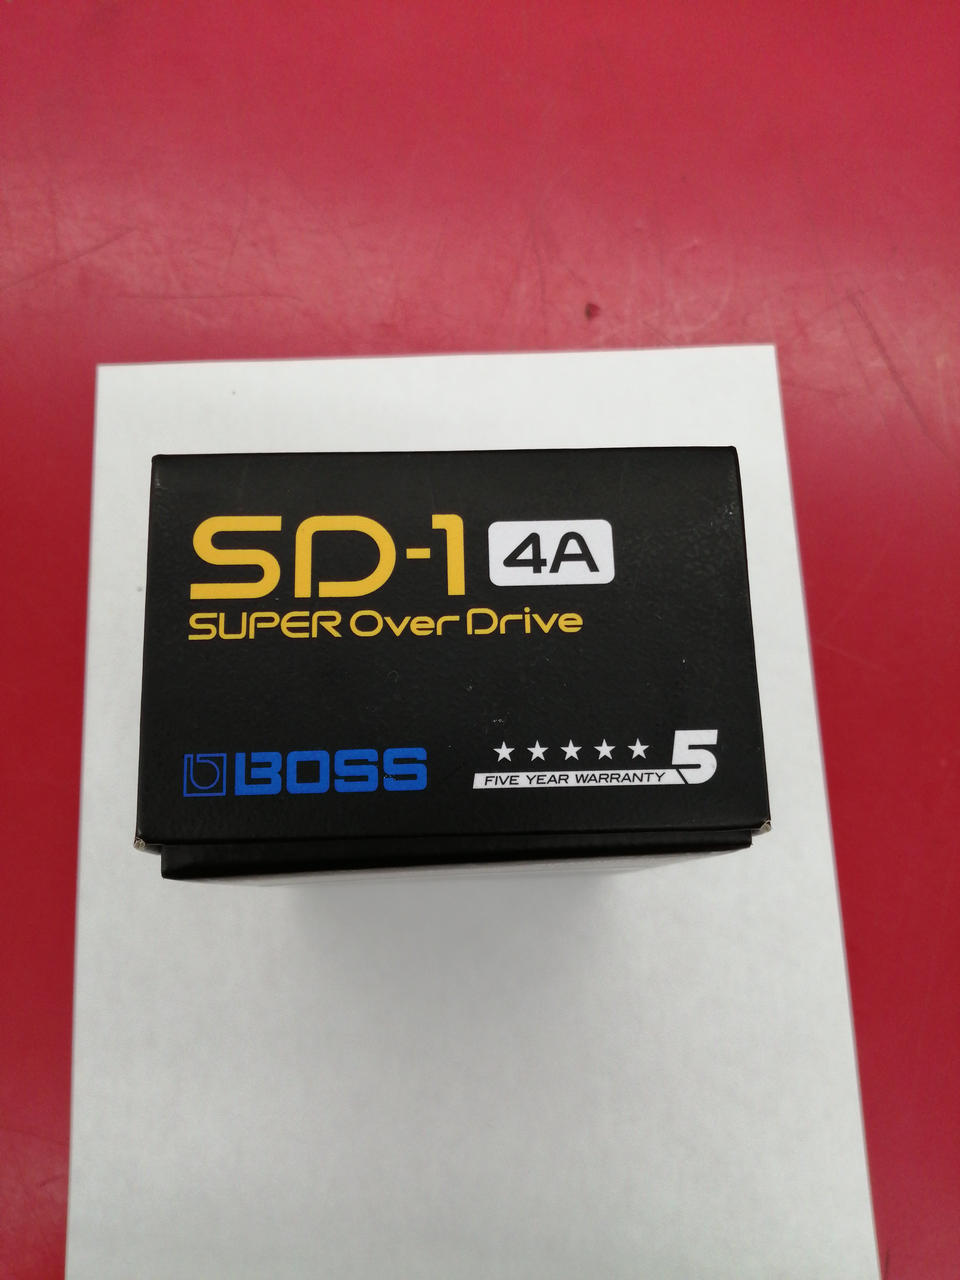 SD-1 4A
SUPER Over Drive
BOSS
5
FIVE YEAR WARRANTY